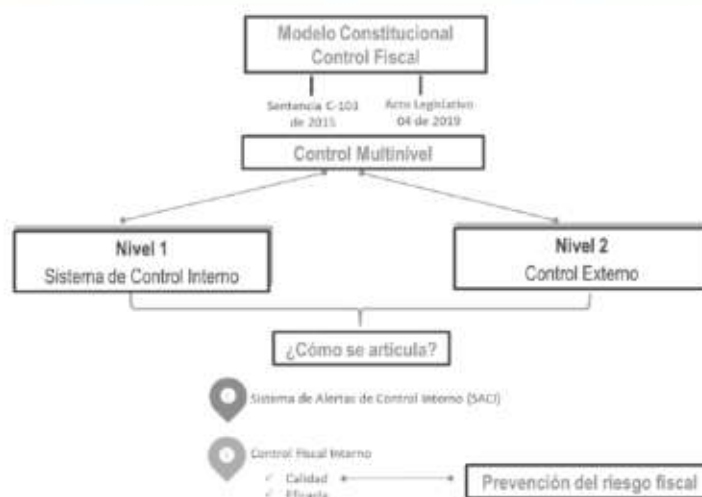 Modelo Constitucional
Control Fiscal
Sentencia C-103
de 2015
Acto Legislativo
04 de 2019
Control Multinivel
Nivel 1
Sistema de Control Interno
Nivel 2
Control Externo
¿Cómo se articula?
Sistema de Alertas de Control Interno (SACI)
Control Fiscal Interno
✓ Calidad
✓ Eficacia
Prevención del riesgo fiscal